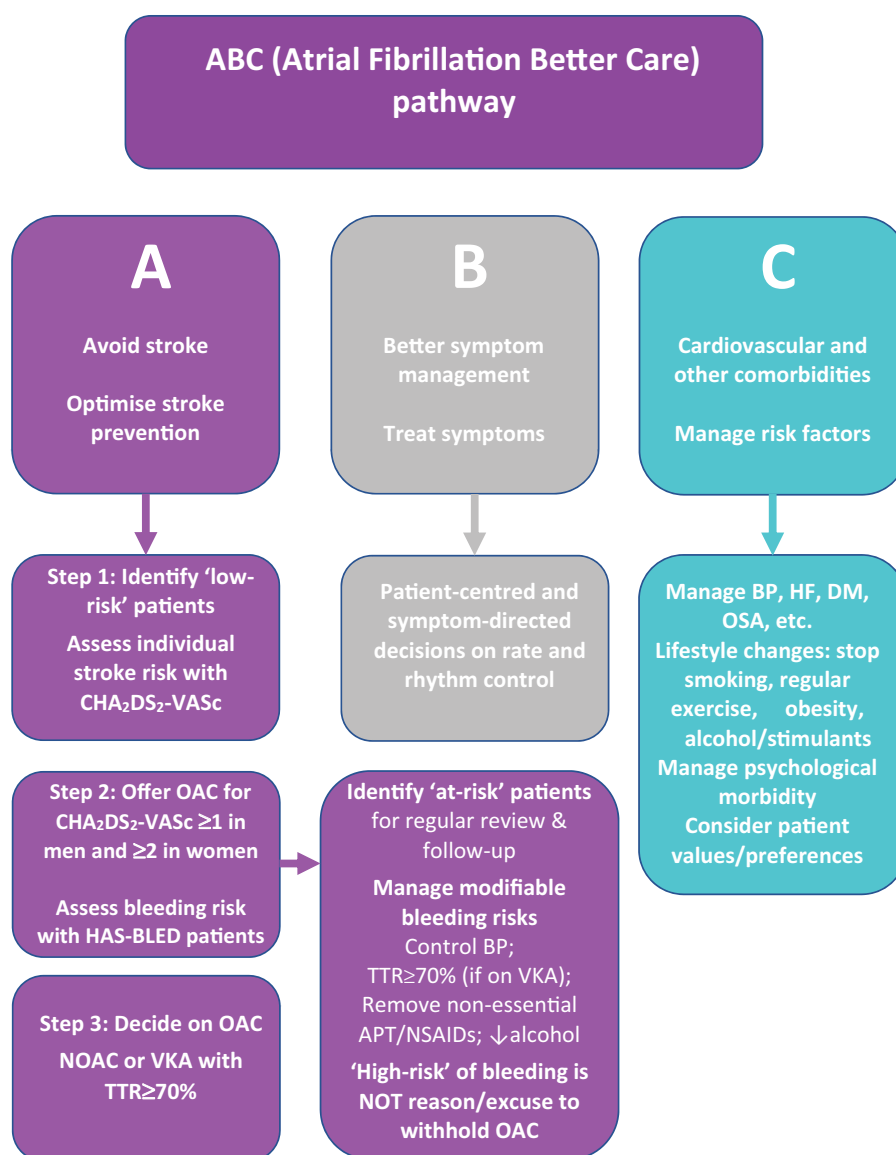 ABC (Atrial Fibrillation Better Care)
pathway
A
Avoid stroke
Optimise stroke
prevention
B
Better symptom
management
Treat symptoms
C
Cardiovascular and
other comorbidities
Manage risk factors
Step 1: Identify ‘low-
risk’ patients
Assess individual
stroke risk with
CHA₂DS₂-VASc
Patient-centred and
symptom-directed
decisions on rate and
rhythm control
Manage BP, HF, DM,
OSA, etc.
Lifestyle changes: stop
smoking, regular
exercise, obesity,
alcohol/stimulants
Manage psychological
morbidity
Consider patient
values/preferences
Step 2: Offer OAC for
CHA₂DS₂-VASc ≥1 in
men and ≥2 in women
Assess bleeding risk
with HAS-BLED patients
Identify ‘at-risk’ patients
for regular review &
follow-up
Manage modifiable
bleeding risks
Control BP;
TTR≥70% (if on VKA);
Remove non-essential
APT/NSAIDs; ↓alcohol
‘High-risk’ of bleeding is
NOT reason/excuse to
withhold OAC
Step 3: Decide on OAC
NOAC or VKA with
TTR≥70%